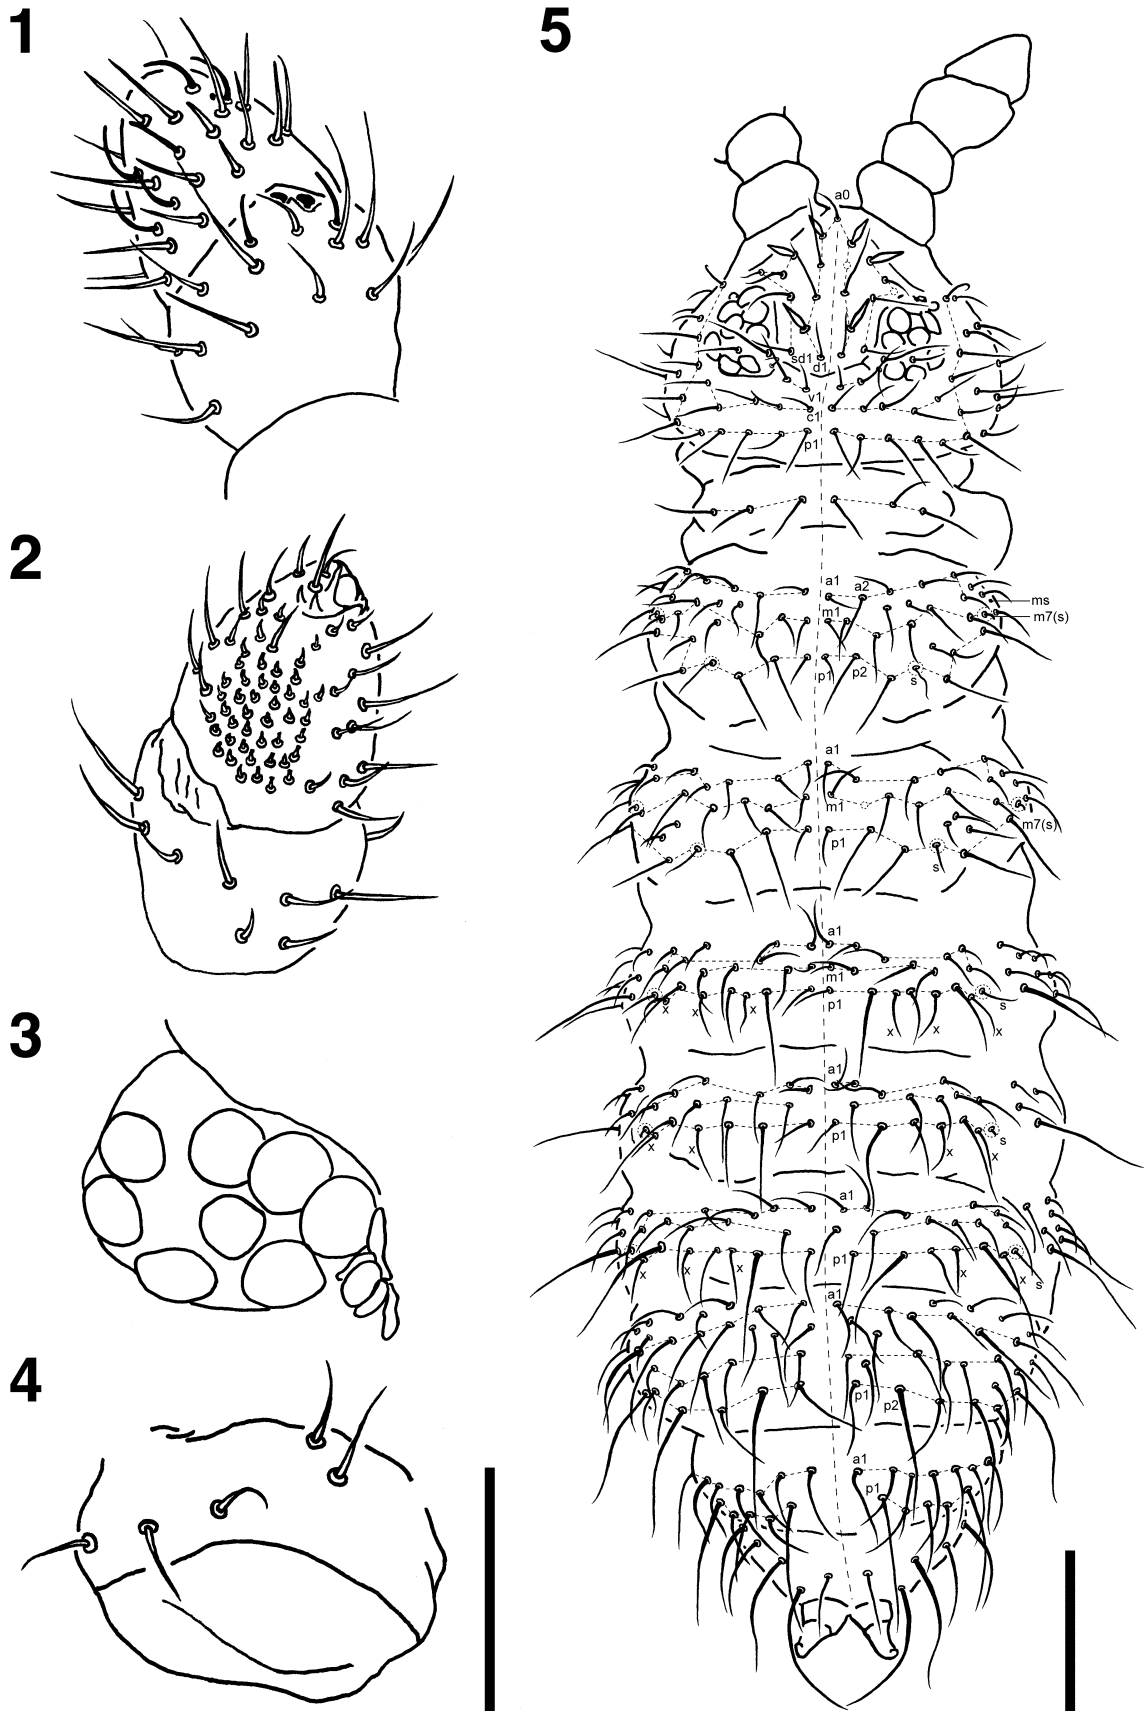 1
5
a0
sd1
d1
v1
c1
p1
2
a1 a2
ms
m1
m7(s)
p1 p2 s
a1
m1
m7(s)
p1
s
a1
m1
p1
x x x x x s x
3
a1
p1
x x x x s
a1
p1
x x x x x s
a1
4
p1
p2
a1
p1